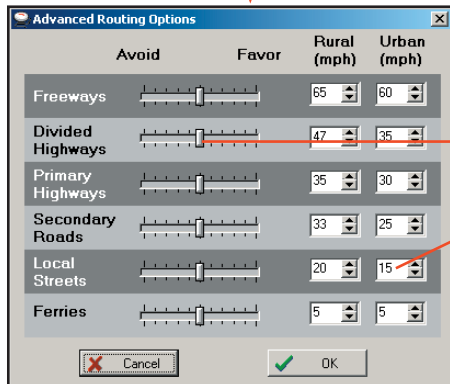 Advanced Routing Options
Avoid Favor Rural (mph) Urban (mph)
Freeways 65 60
Divided Highways 47 35
Primary Highways 35 30
Secondary Roads 33 25
Local Streets 20 15
Ferries 5 5
Cancel OK